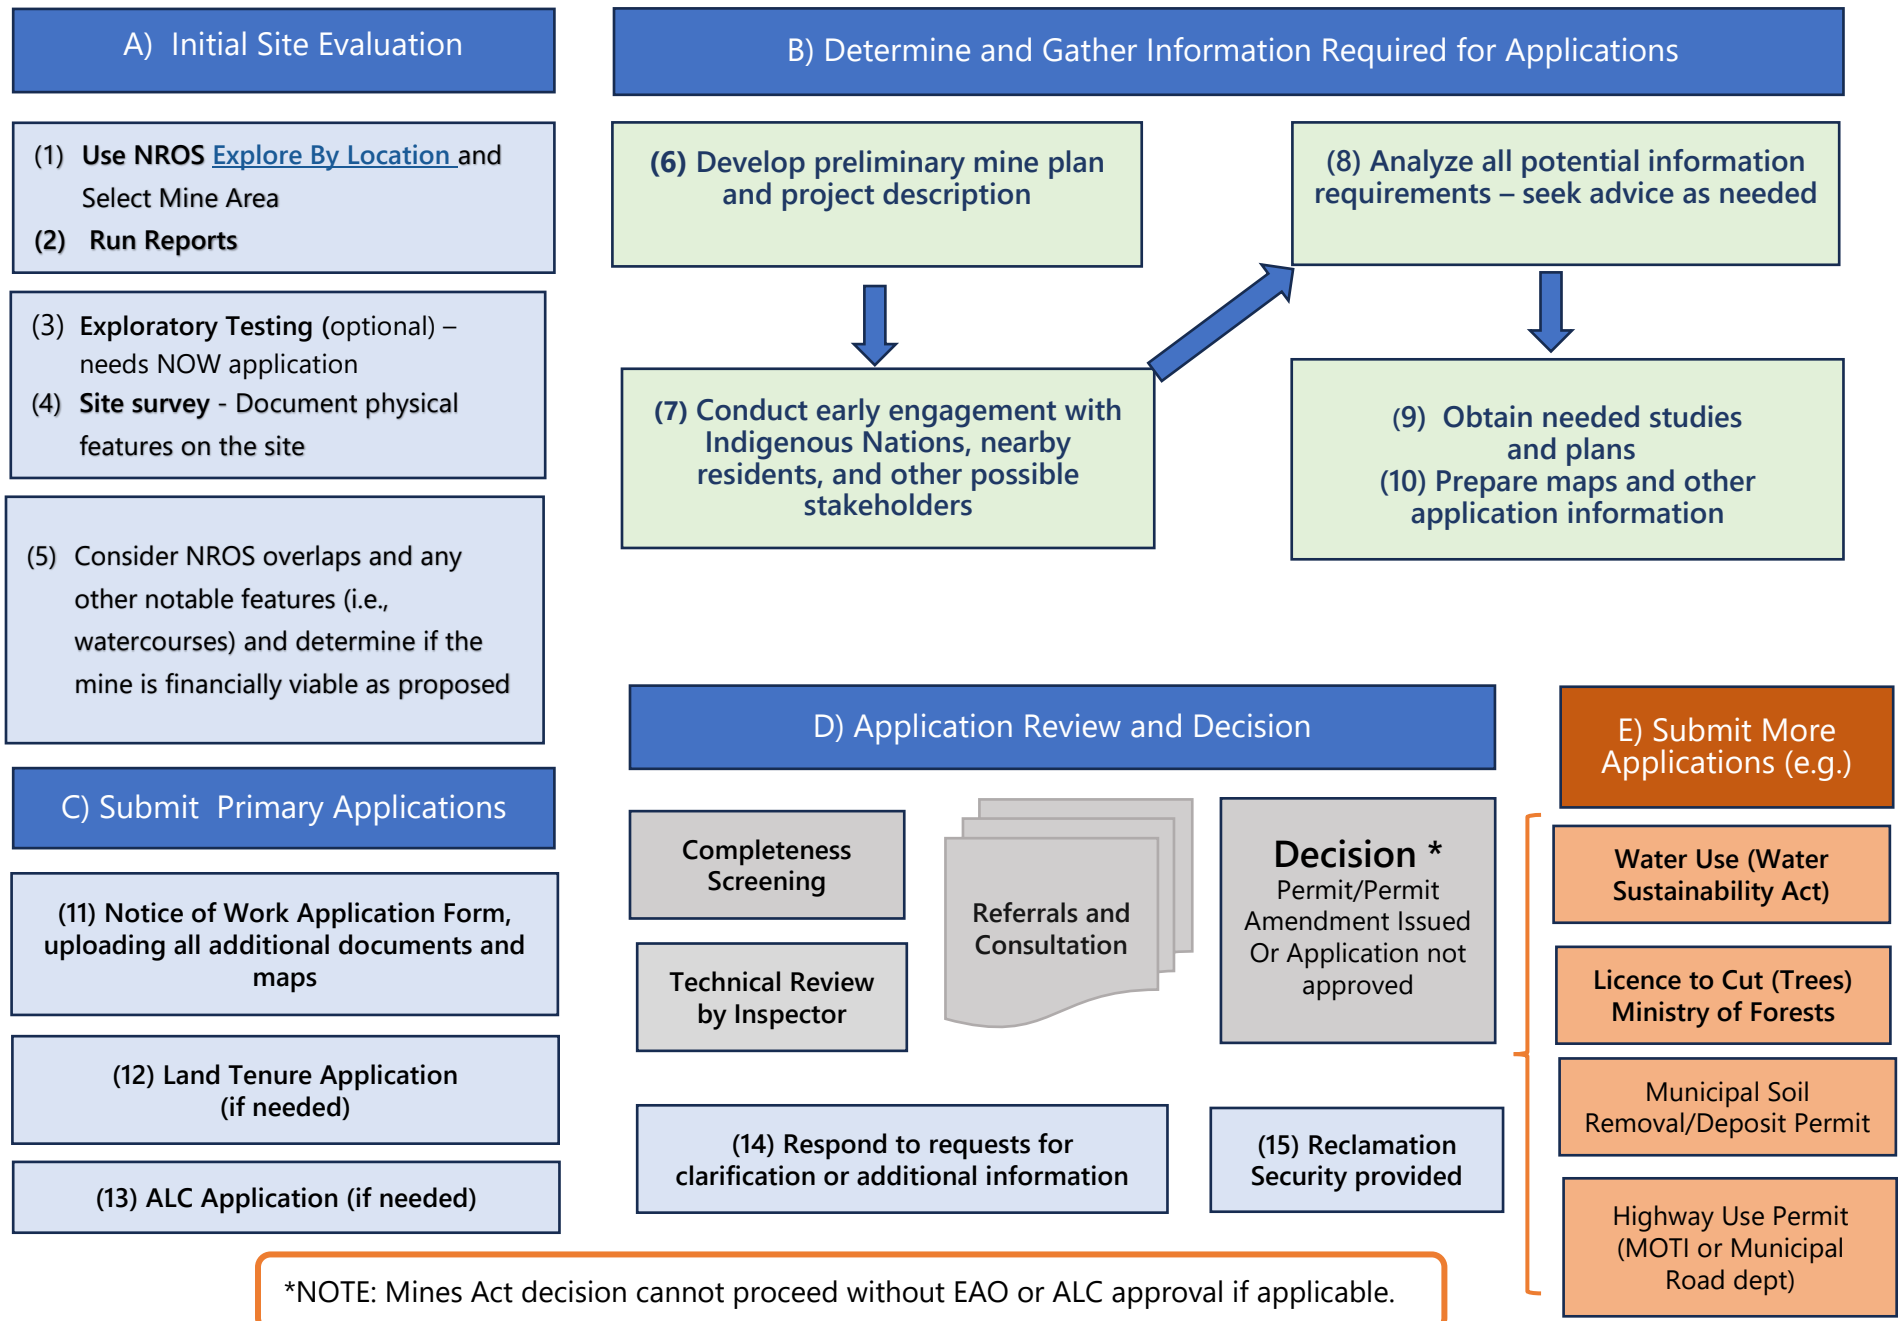 A) Initial Site Evaluation
(1) Use NROS Explore By Location and
Select Mine Area
(2) Run Reports
(3) Exploratory Testing (optional) –
needs NOW application
(4) Site survey - Document physical
features on the site
(5) Consider NROS overlaps and any
other notable features (i.e.,
watercourses) and determine if the
mine is financially viable as proposed
B) Determine and Gather Information Required for Applications
(6) Develop preliminary mine plan
and project description
(7) Conduct early engagement with
Indigenous Nations, nearby
residents, and other possible
stakeholders
(8) Analyze all potential information
requirements – seek advice as needed
(9) Obtain needed studies
and plans
(10) Prepare maps and other
application information
C) Submit Primary Applications
(11) Notice of Work Application Form,
uploading all additional documents and
maps
(12) Land Tenure Application
(if needed)
(13) ALC Application (if needed)
D) Application Review and Decision
Completeness
Screening
Technical Review
by Inspector
Referrals and
Consultation
Decision *
Permit/Permit
Amendment Issued
Or Application not
approved
(14) Respond to requests for
clarification or additional information
(15) Reclamation
Security provided
E) Submit More
Applications (e.g.)
Water Use (Water
Sustainability Act)
Licence to Cut (Trees)
Ministry of Forests
Municipal Soil
Removal/Deposit Permit
Highway Use Permit
(MOTI or Municipal
Road dept)
*NOTE: Mines Act decision cannot proceed without EAO or ALC approval if applicable.